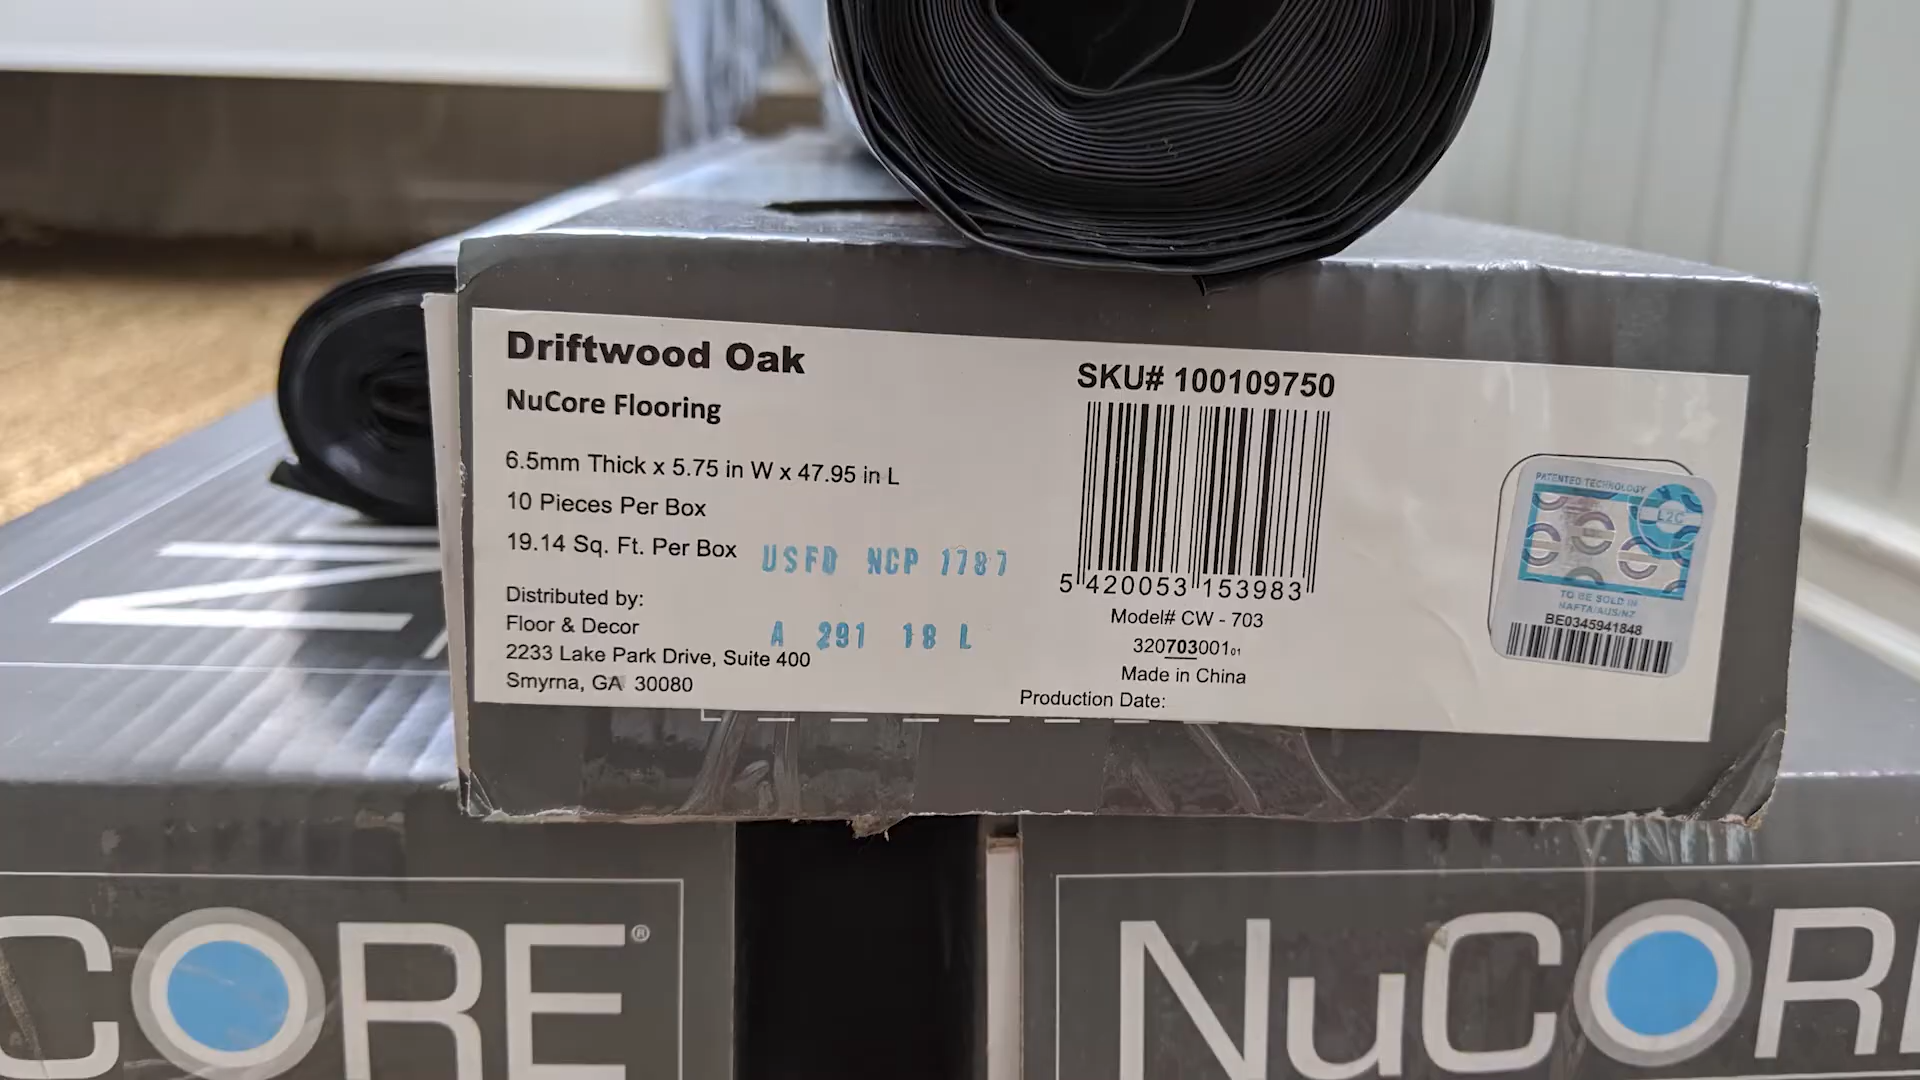 Driftwood Oak
NuCore Flooring
6.5mm Thick x 5.75 in W x 47.95 in L
10 Pieces Per Box
19.14 Sq. Ft. Per Box
USFD NCP 1787
A 291 18 L
Distributed by:
Floor & Decor
2233 Lake Park Drive, Suite 400
Smyrna, GA 30080
SKU# 100109750
5 420053 153983
Model# CW - 703
32070300101
Made in China
Production Date:
PATENTED TECHNOLOGY
L2C
TO BE SOLD IN
NAFTA/AUS/NZ
BE0345941848
CORE®
NuCOR